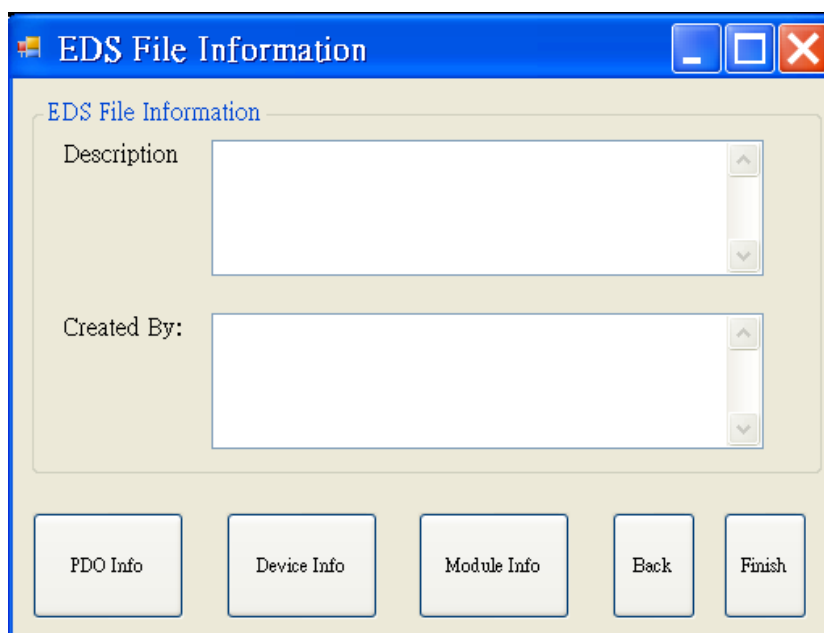 EDS File Information
EDS File Information
Description
Created By:
PDO Info Device Info Module Info Back Finish